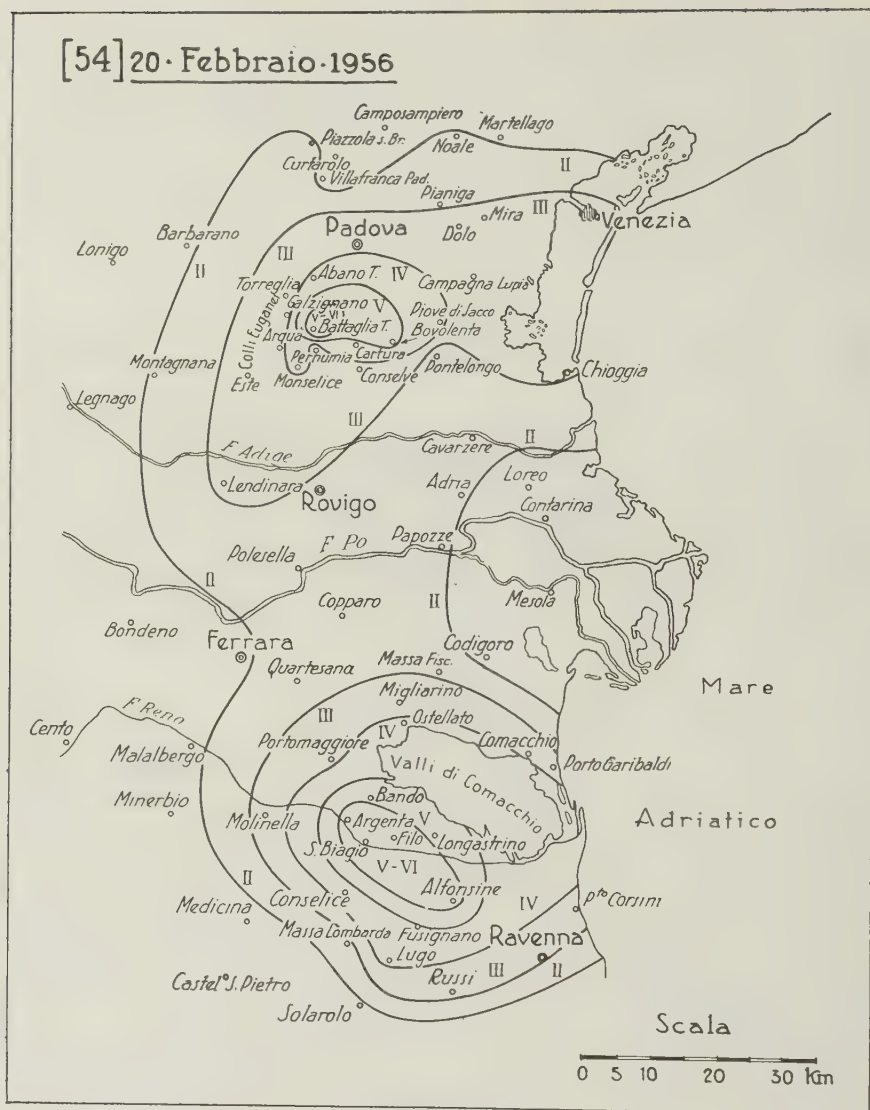 [54] 20·Febbraio·1956
Camposampiero
Martellago
Piazzola s. Br.
Noale
Curtarolo
II
Villafranca Pad.
Pianiga
III
Mira
Venezia
Padova
Dolo
Barbarano
Lonigo
II
III
Abano T.
IV
Torreglia
Campagna Lupia
Galzignano
V
V-VI
Piove di Sacco
Battaglia T.
Bovolenta
Colli Euganei
Arqua
Pernumia
Cartura
Montagnana
Este
Monselice
Conselve
Pontelongo
Chioggia
Legnago
III
F. Adige
Cavarzere
II
Lendinara
Rovigo
Adria
Loreo
Contarina
F. Po
Papozze
Polesella
II
II
Mesola
Copparo
Bondeno
Ferrara
Codigoro
Quartesana
Massa Fisc.
Mare
Migliarino
F. Reno
III
Ostellato
IV
Cento
Portomaggiore
Comacchio
Malalbergo
Porto Garibaldi
Valli di Comacchio
Minerbio
Bando
Adriatico
Molinella
Argenta
V
Filo
Longastrino
S. Biagio
V-VI
II
Alfonsine
Conselice
IV
Medicina
P.to Corsini
Massa Lombarda
Fusignano
Ravenna
Lugo
III
II
Castel° S. Pietro
Russi
Solarolo
Scala
0 5 10 20 30 Km